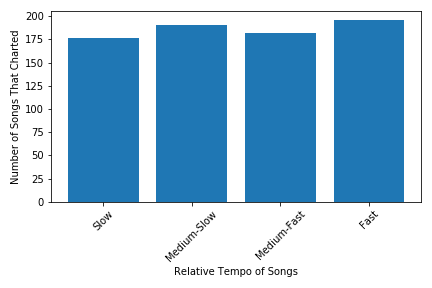 Number of Songs That Charted
200
175
150
125
100
75
50
25
0
Slow
Medium-Slow
Medium-Fast
Fast
Relative Tempo of Songs